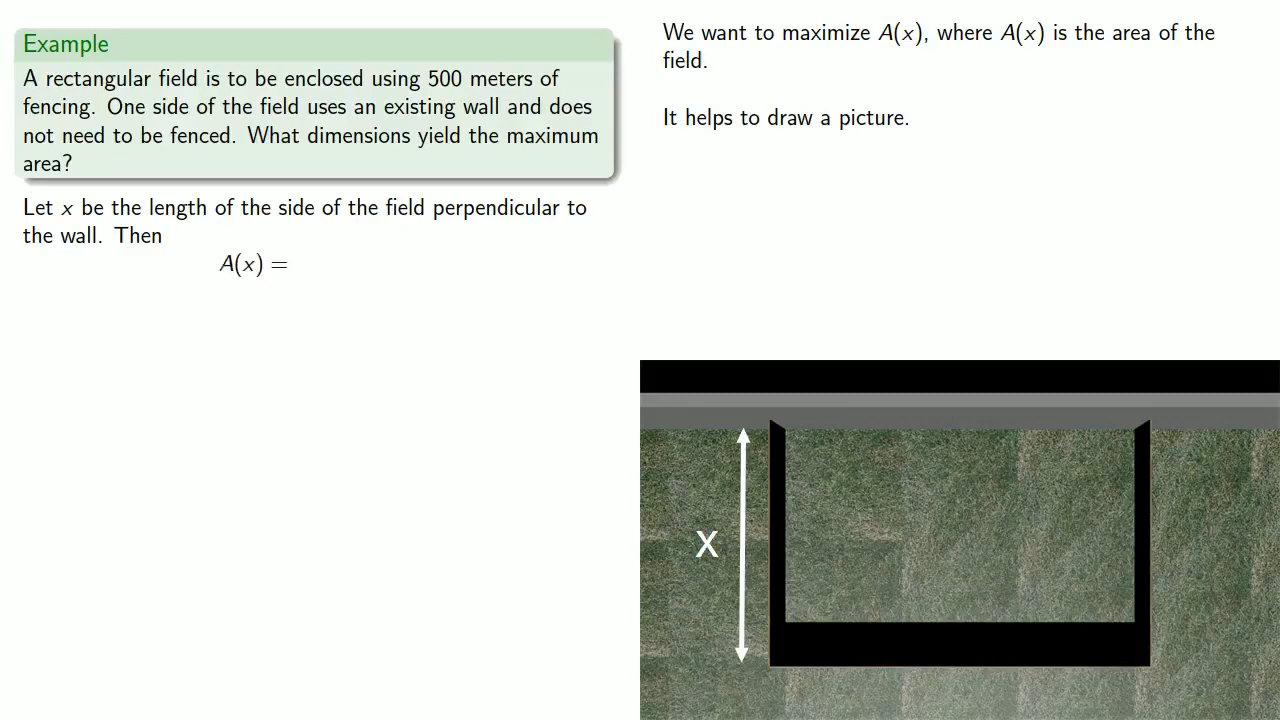 Example
A rectangular field is to be enclosed using 500 meters of
fencing. One side of the field uses an existing wall and does
not need to be fenced. What dimensions yield the maximum
area?
Let x be the length of the side of the field perpendicular to
the wall. Then
A(x) =
We want to maximize A(x), where A(x) is the area of the
field.
It helps to draw a picture.
X